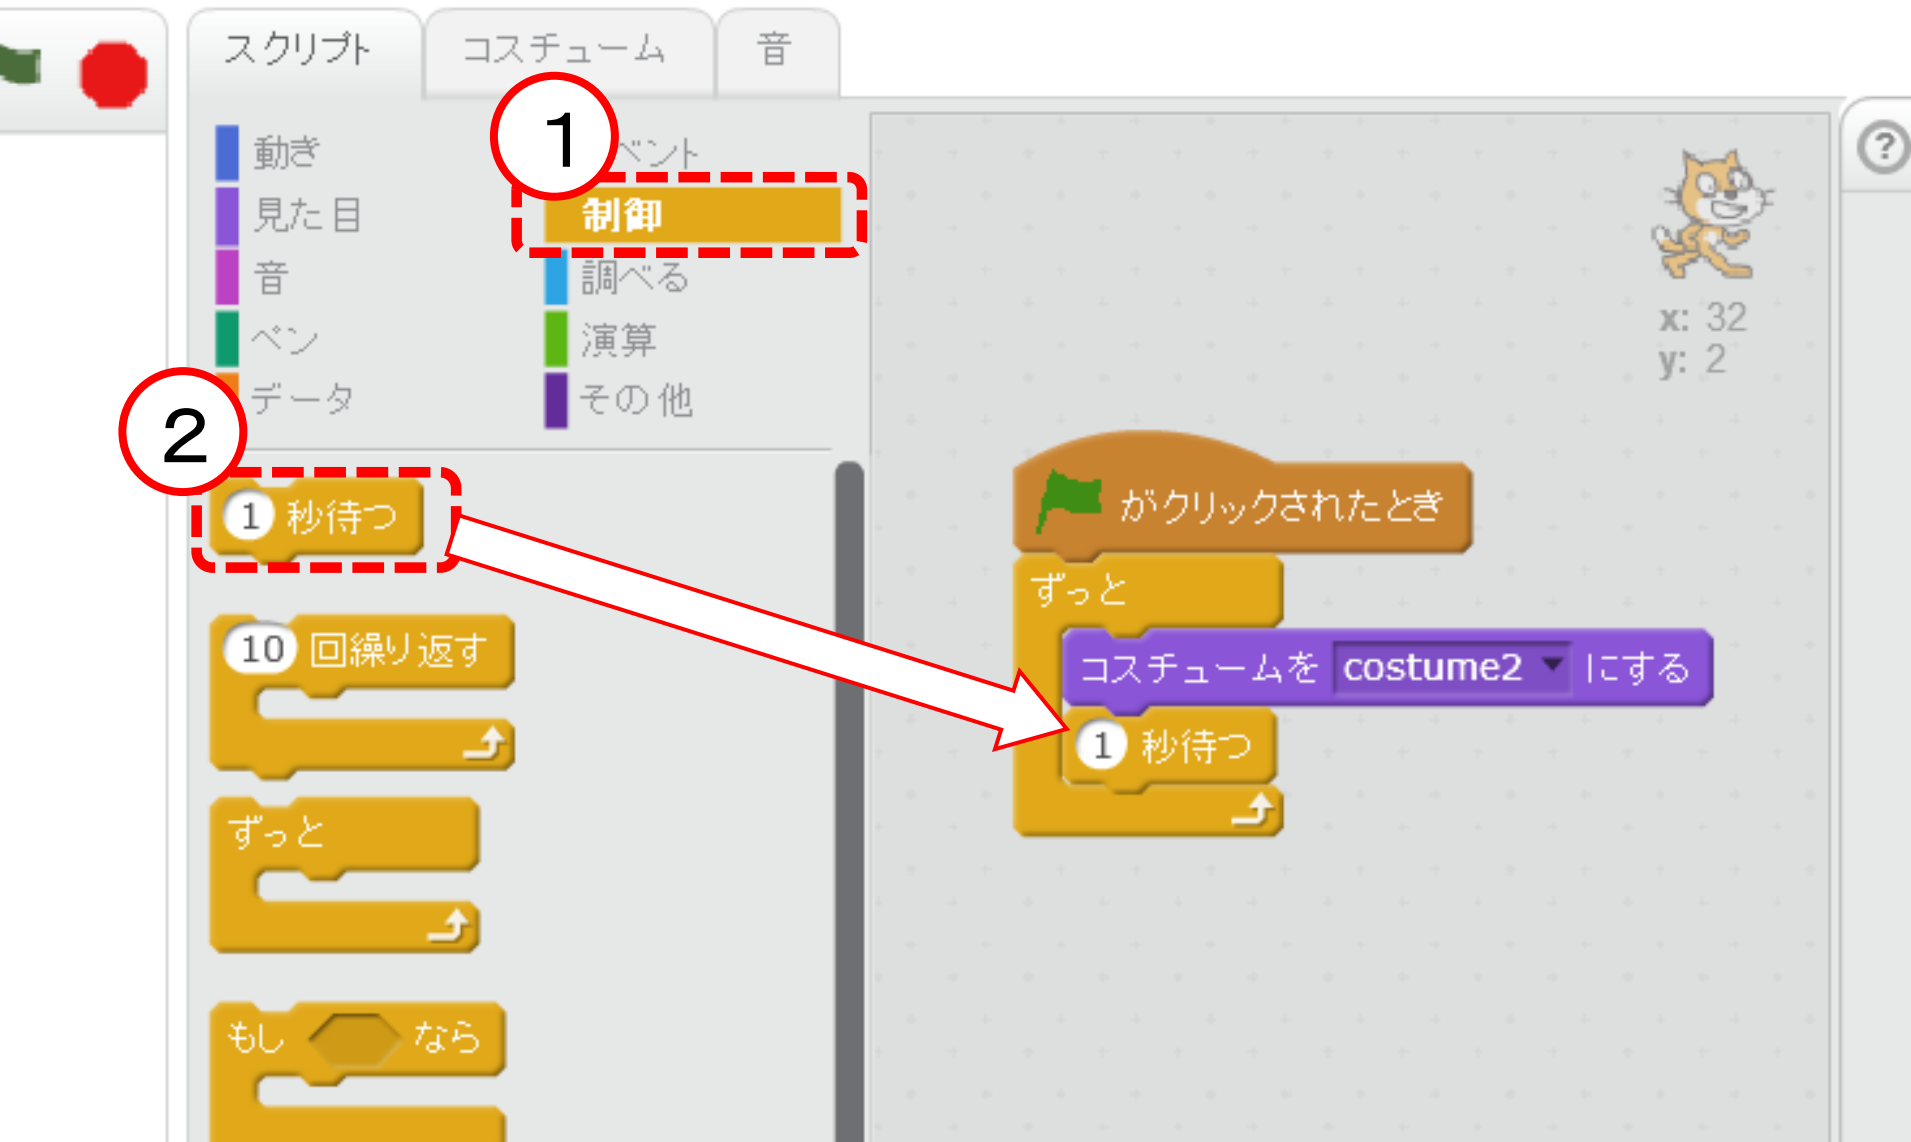 スクリプト
コスチューム
音
1
動き
ベント
見た目
制御
音
調べる
ペン
演算
データ
その他
2
1 秒待つ
10 回繰り返す
ずっと
もし なら
?
x: 32
y: 2
がクリックされたとき
ずっと
コスチュームを costume2 にする
1 秒待つ